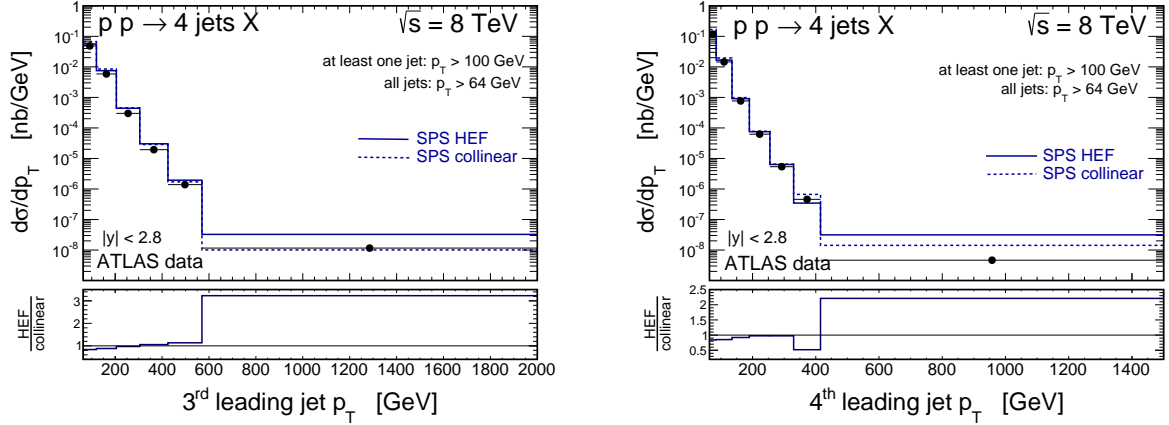 p p → 4 jets X √s = 8 TeV
at least one jet: p_T > 100 GeV
all jets: p_T > 64 GeV
SPS HEF
SPS collinear
|y| < 2.8
ATLAS data
dσ/dp_T [nb/GeV]
10⁻¹
10⁻²
10⁻³
10⁻⁴
10⁻⁵
10⁻⁶
10⁻⁷
10⁻⁸
HEF
collinear
3
2
1
200 400 600 800 1000 1200 1400 1600 1800 2000
3rd leading jet p_T [GeV]
p p → 4 jets X √s = 8 TeV
at least one jet: p_T > 100 GeV
all jets: p_T > 64 GeV
SPS HEF
SPS collinear
|y| < 2.8
ATLAS data
dσ/dp_T [nb/GeV]
10⁻¹
10⁻²
10⁻³
10⁻⁴
10⁻⁵
10⁻⁶
10⁻⁷
10⁻⁸
HEF
collinear
2.5
2
1.5
1
0.5
200 400 600 800 1000 1200 1400
4th leading jet p_T [GeV]